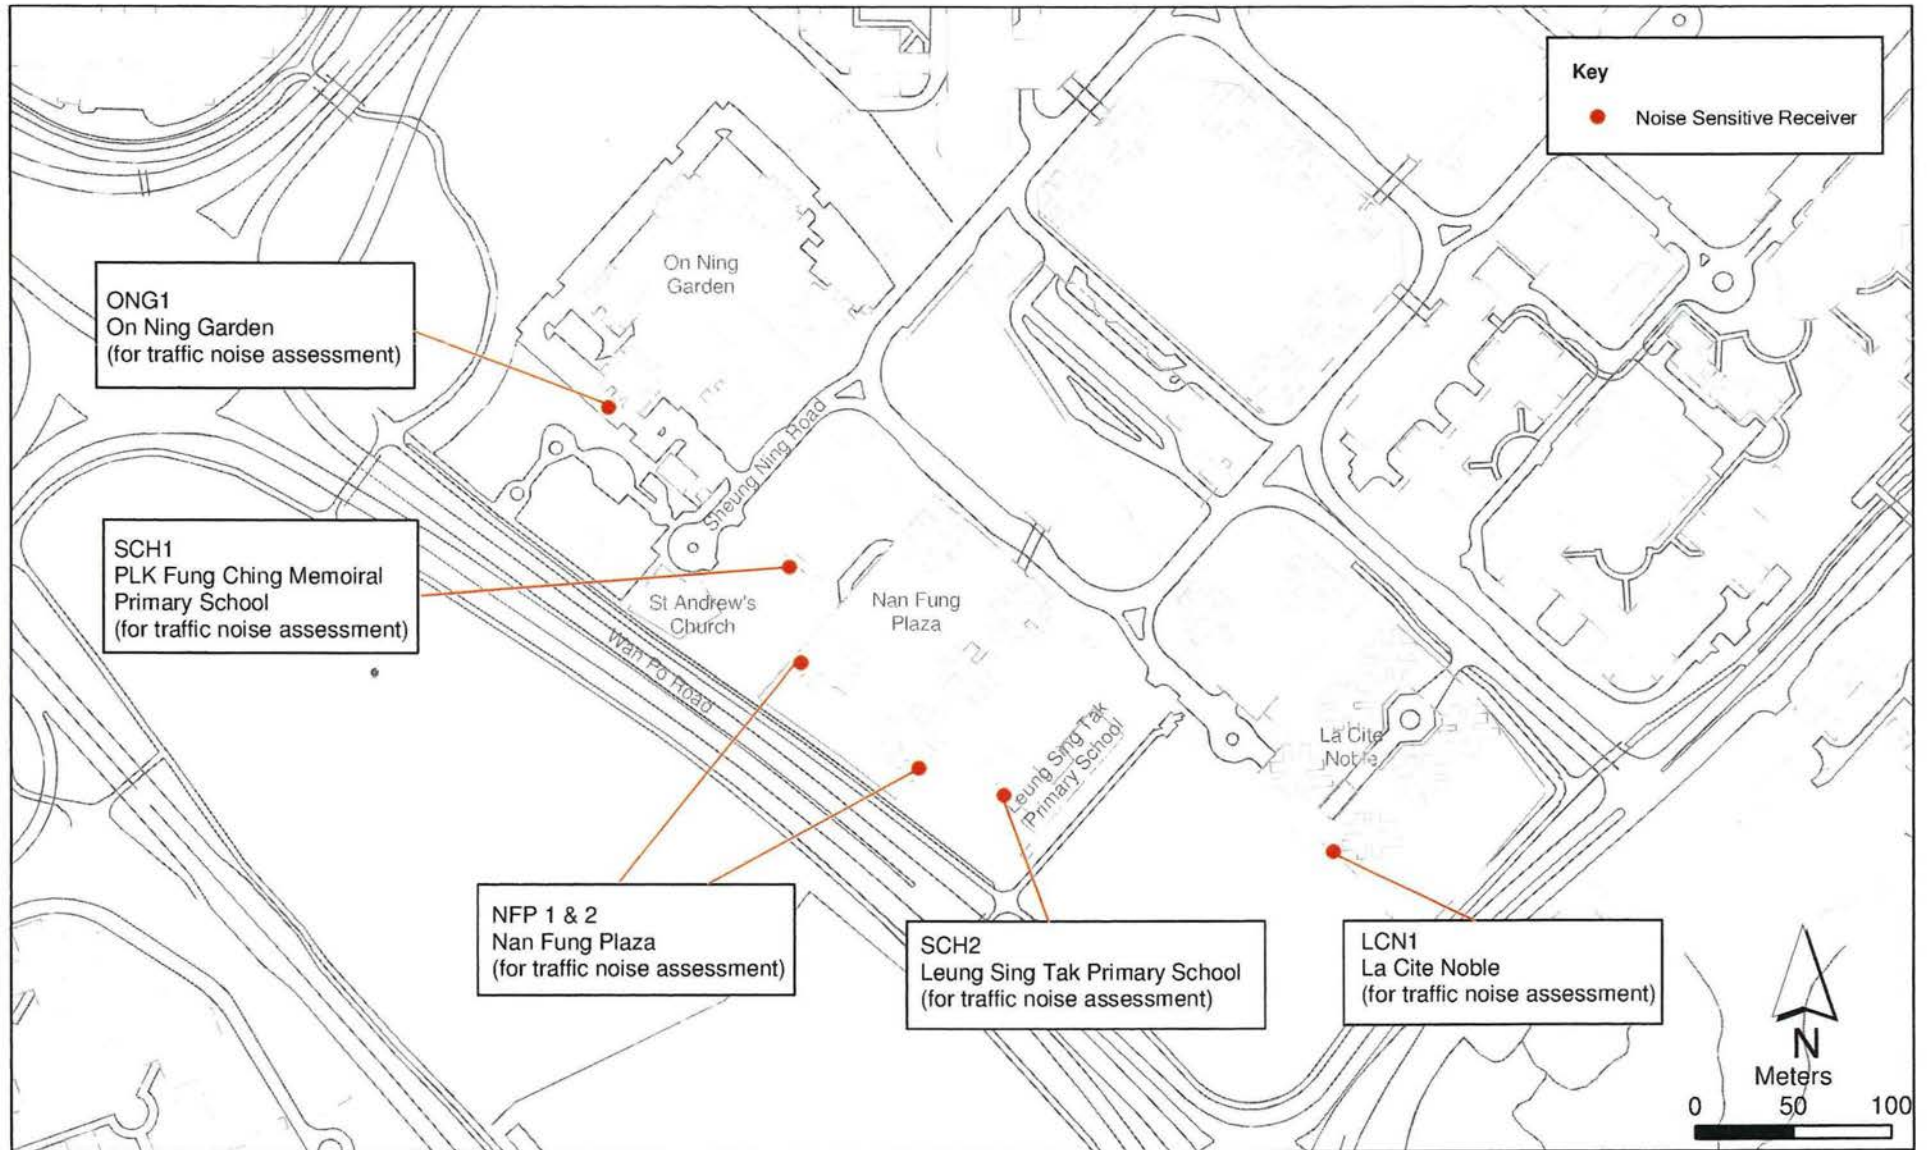 Key
Noise Sensitive Receiver
On Ning
Garden
ONG1
On Ning Garden
(for traffic noise assessment)
Sheung Ning Road
SCH1
PLK Fung Ching Memoiral
Primary School
(for traffic noise assessment)
St Andrew's
Church
Nan Fung
Plaza
Wan Po Road
Leung Sing Tak
Primary School
La Cite
Noble
NFP 1 & 2
Nan Fung Plaza
(for traffic noise assessment)
SCH2
Leung Sing Tak Primary School
(for traffic noise assessment)
LCN1
La Cite Noble
(for traffic noise assessment)
N
Meters
0 50 100